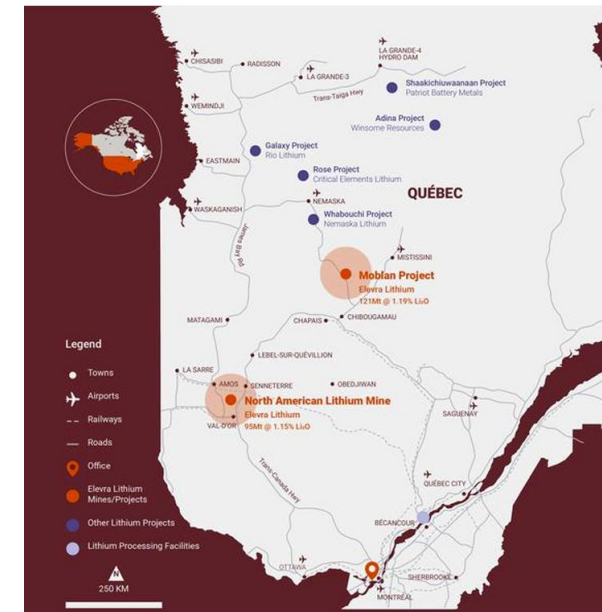 CHISASIBI
RADISSON
LA GRANDE-3
LA GRANDE-4
HYDRO DAM
Trans-Taiga Hwy
Shaakichiuwaanaan Project
Patriot Battery Metals
WEMINDJI
Adina Project
Winsome Resources
Galaxy Project
Rio Lithium
EASTMAIN
Rose Project
Critical Elements Lithium
QUÉBEC
NEMASKA
WASKAGANISH
Whabouchi Project
Nemaska Lithium
James Bay Rd
MISTISSINI
Moblan Project
Elevra Lithium
121Mt @ 1.19% Li₂O
MATAGAMI
CHAPAIS
CHIBOUGAMAU
LEBEL-SUR-QUÉVILLION
LA SARRE
AMOS
SENNETERRE
OBEDJIWAN
North American Lithium Mine
Elevra Lithium
95Mt @ 1.15% Li₂O
VAL-D'OR
SAGUENAY
Trans-Canada Hwy
QUÉBEC CITY
BÉCANCOUR
OTTAWA
SHERBROOKE
MONTRÉAL
Legend
Towns
Airports
Railways
Roads
Office
Elevra Lithium
Mines/Projects
Other Lithium Projects
Lithium Processing Facilities
N
250 KM